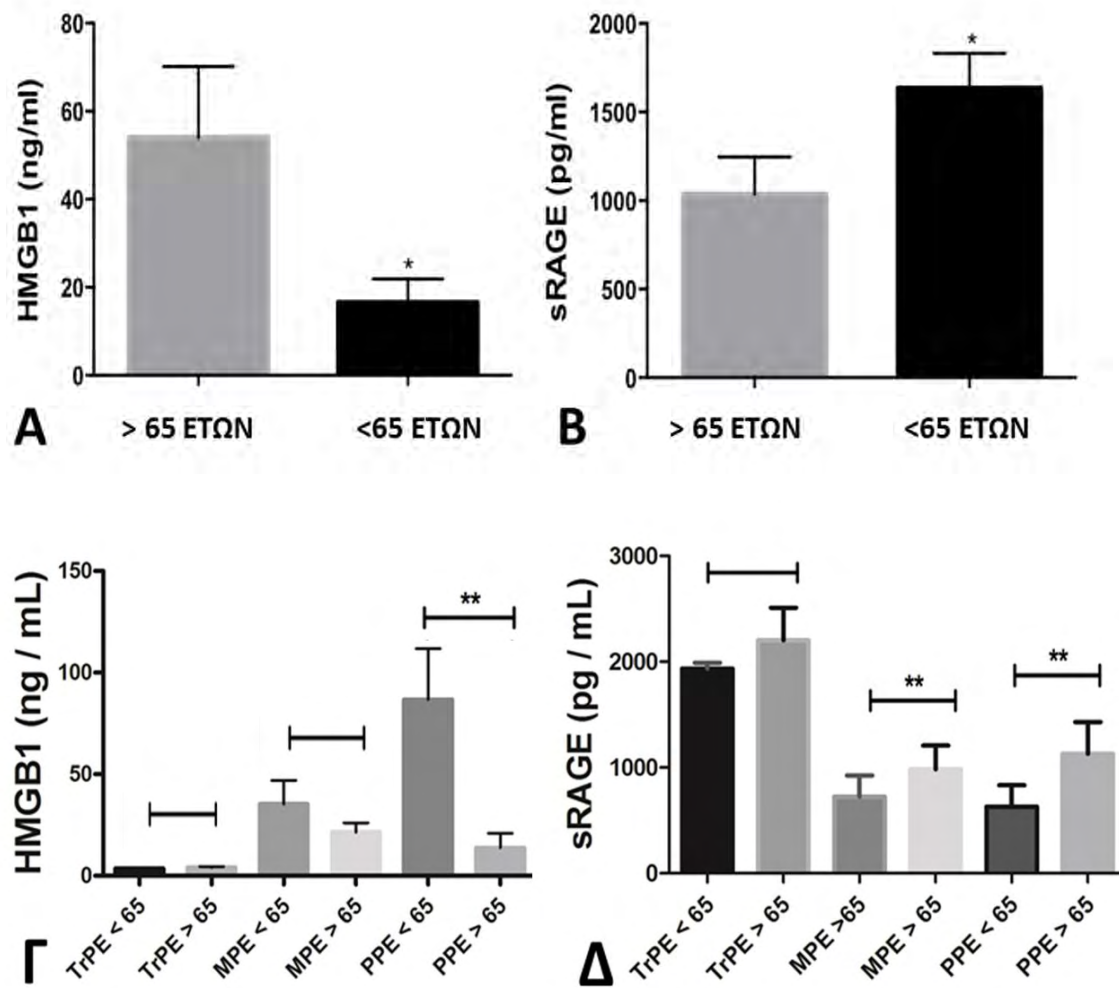 HMGB1 (ng/ml)
80
60
40
20
0
*
> 65 ΕΤΩΝ
<65 ΕΤΩΝ
A
sRAGE (pg/ml)
2000
1500
1000
500
0
*
> 65 ΕΤΩΝ
<65 ΕΤΩΝ
B
HMGB1 (ng / mL)
150
100
50
0
**
TrPE < 65
TrPE > 65
MPE < 65
MPE > 65
PPE < 65
PPE > 65
Γ
sRAGE (pg / mL)
3000
2000
1000
0
**
**
TrPE < 65
TrPE > 65
MPE >65
MPE > 65
PPE < 65
PPE > 65
Δ